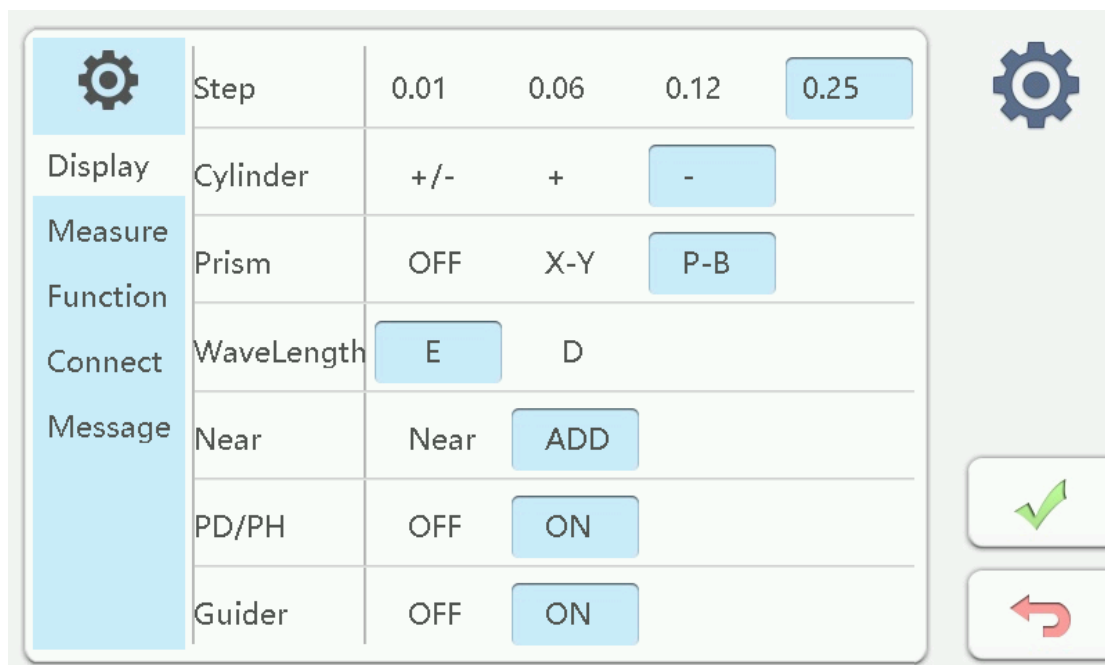 Step 0.01 0.06 0.12 0.25
Display
Cylinder +/- + -
Measure
Prism OFF X-Y P-B
Function
WaveLength E D
Connect
Message
Near Near ADD
PD/PH OFF ON
Guider OFF ON